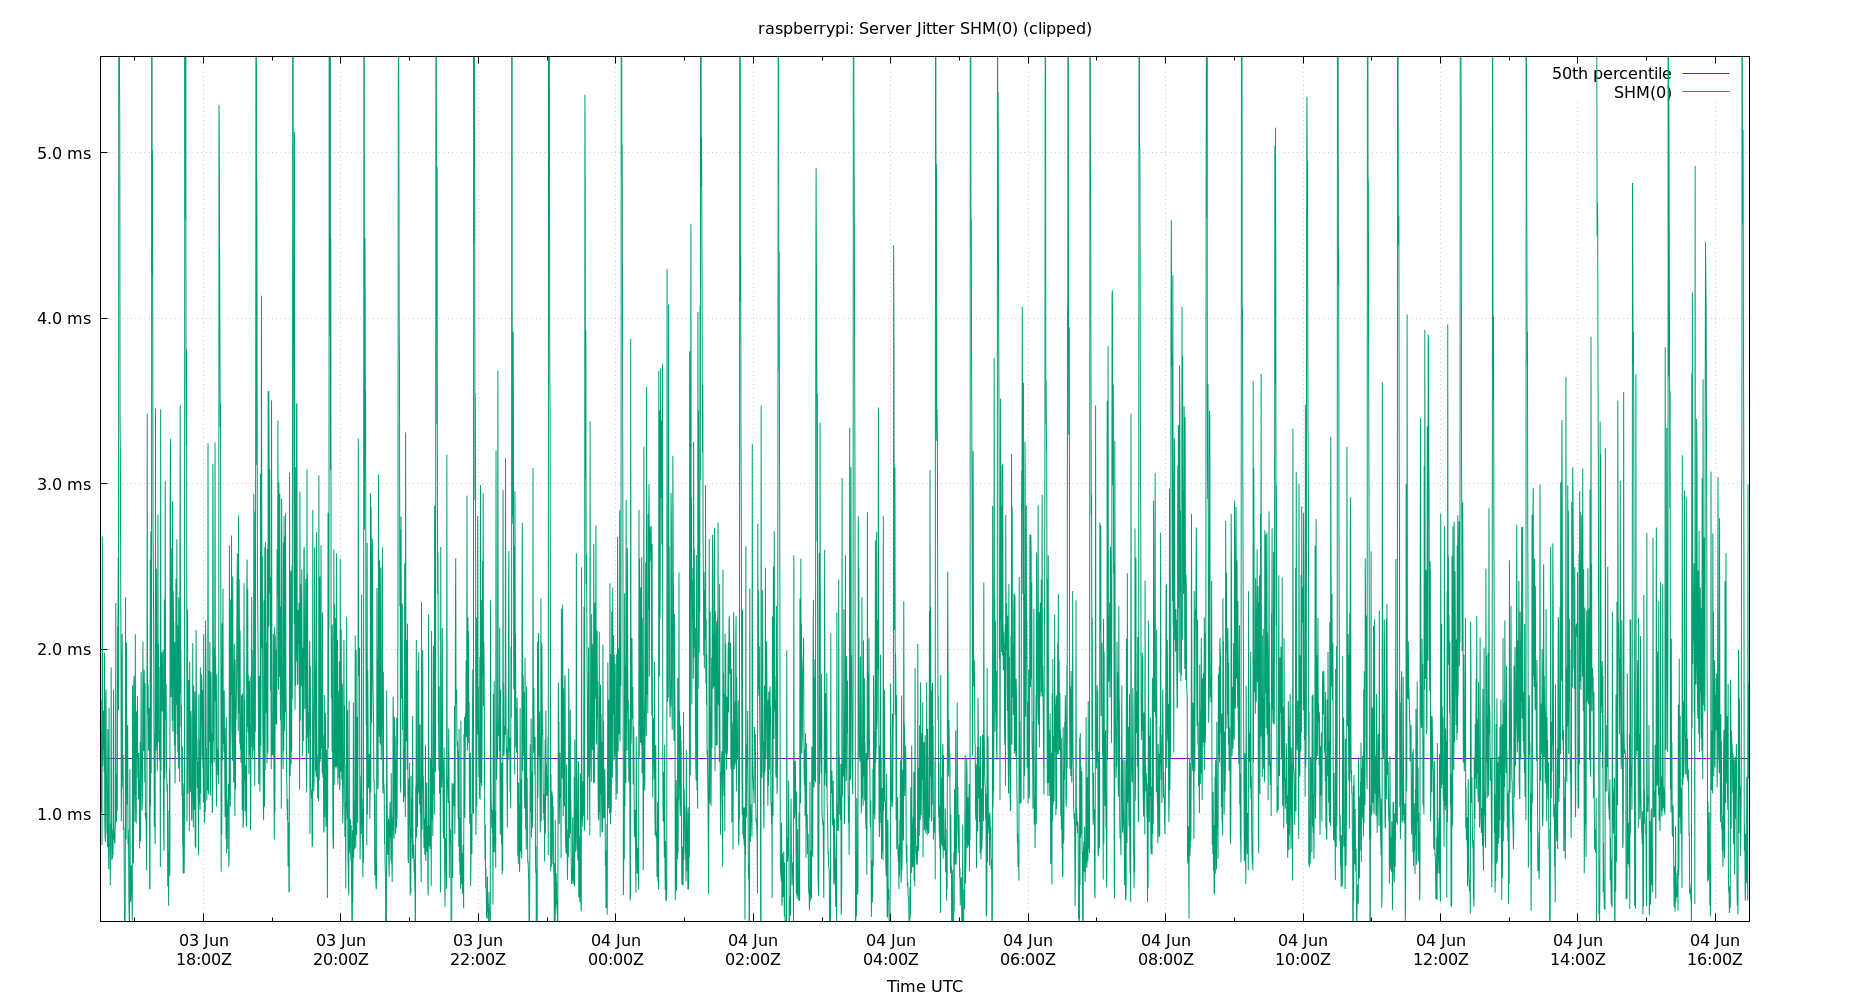 raspberrypi: Server Jitter SHM(0) (clipped)
50th percentile
SHM(0)
5.0 ms
4.0 ms
3.0 ms
2.0 ms
1.0 ms
03 Jun 03 Jun 03 Jun 04 Jun 04 Jun 04 Jun 04 Jun 04 Jun 04 Jun 04 Jun 04 Jun 04 Jun
18:00Z 20:00Z 22:00Z 00:00Z 02:00Z 04:00Z 06:00Z 08:00Z 10:00Z 12:00Z 14:00Z 16:00Z
Time UTC